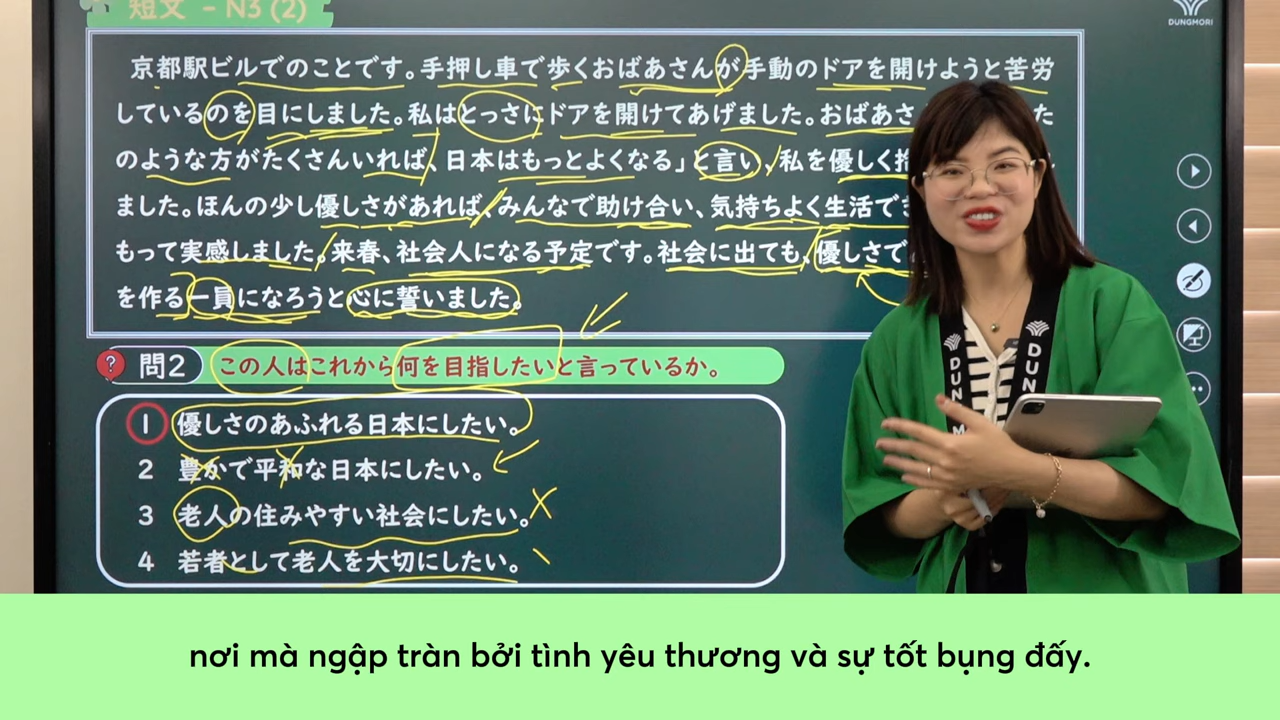 短文 - N3 (2)
DUNGMORI
京都駅ビルでのことです。手押し車で歩くおばあさんが手動のドアを開けようと苦労
しているのを目にしました。私はとっさにドアを開けてあげました。おばあさ
た
のような方がたくさんいれば、日本はもっとよくなる」と言い、私を優しく
ました。ほんの少し優しさがあれば、みんなで助け合い、気持ちよく生活で
もって実感しました。来春、社会人になる予定です。社会に出ても、優しさで
を作る一員になろうと心に誓いました。
? 問2 この人はこれから何を目指したいと言っているか。
1 優しさのあふれる日本にしたい。
2 豊かで平和な日本にしたい。
3 老人の住みやすい社会にしたい。
4 若者として老人を大切にしたい。
nơi mà ngập tràn bởi tình yêu thương và sự tốt bụng đấy.